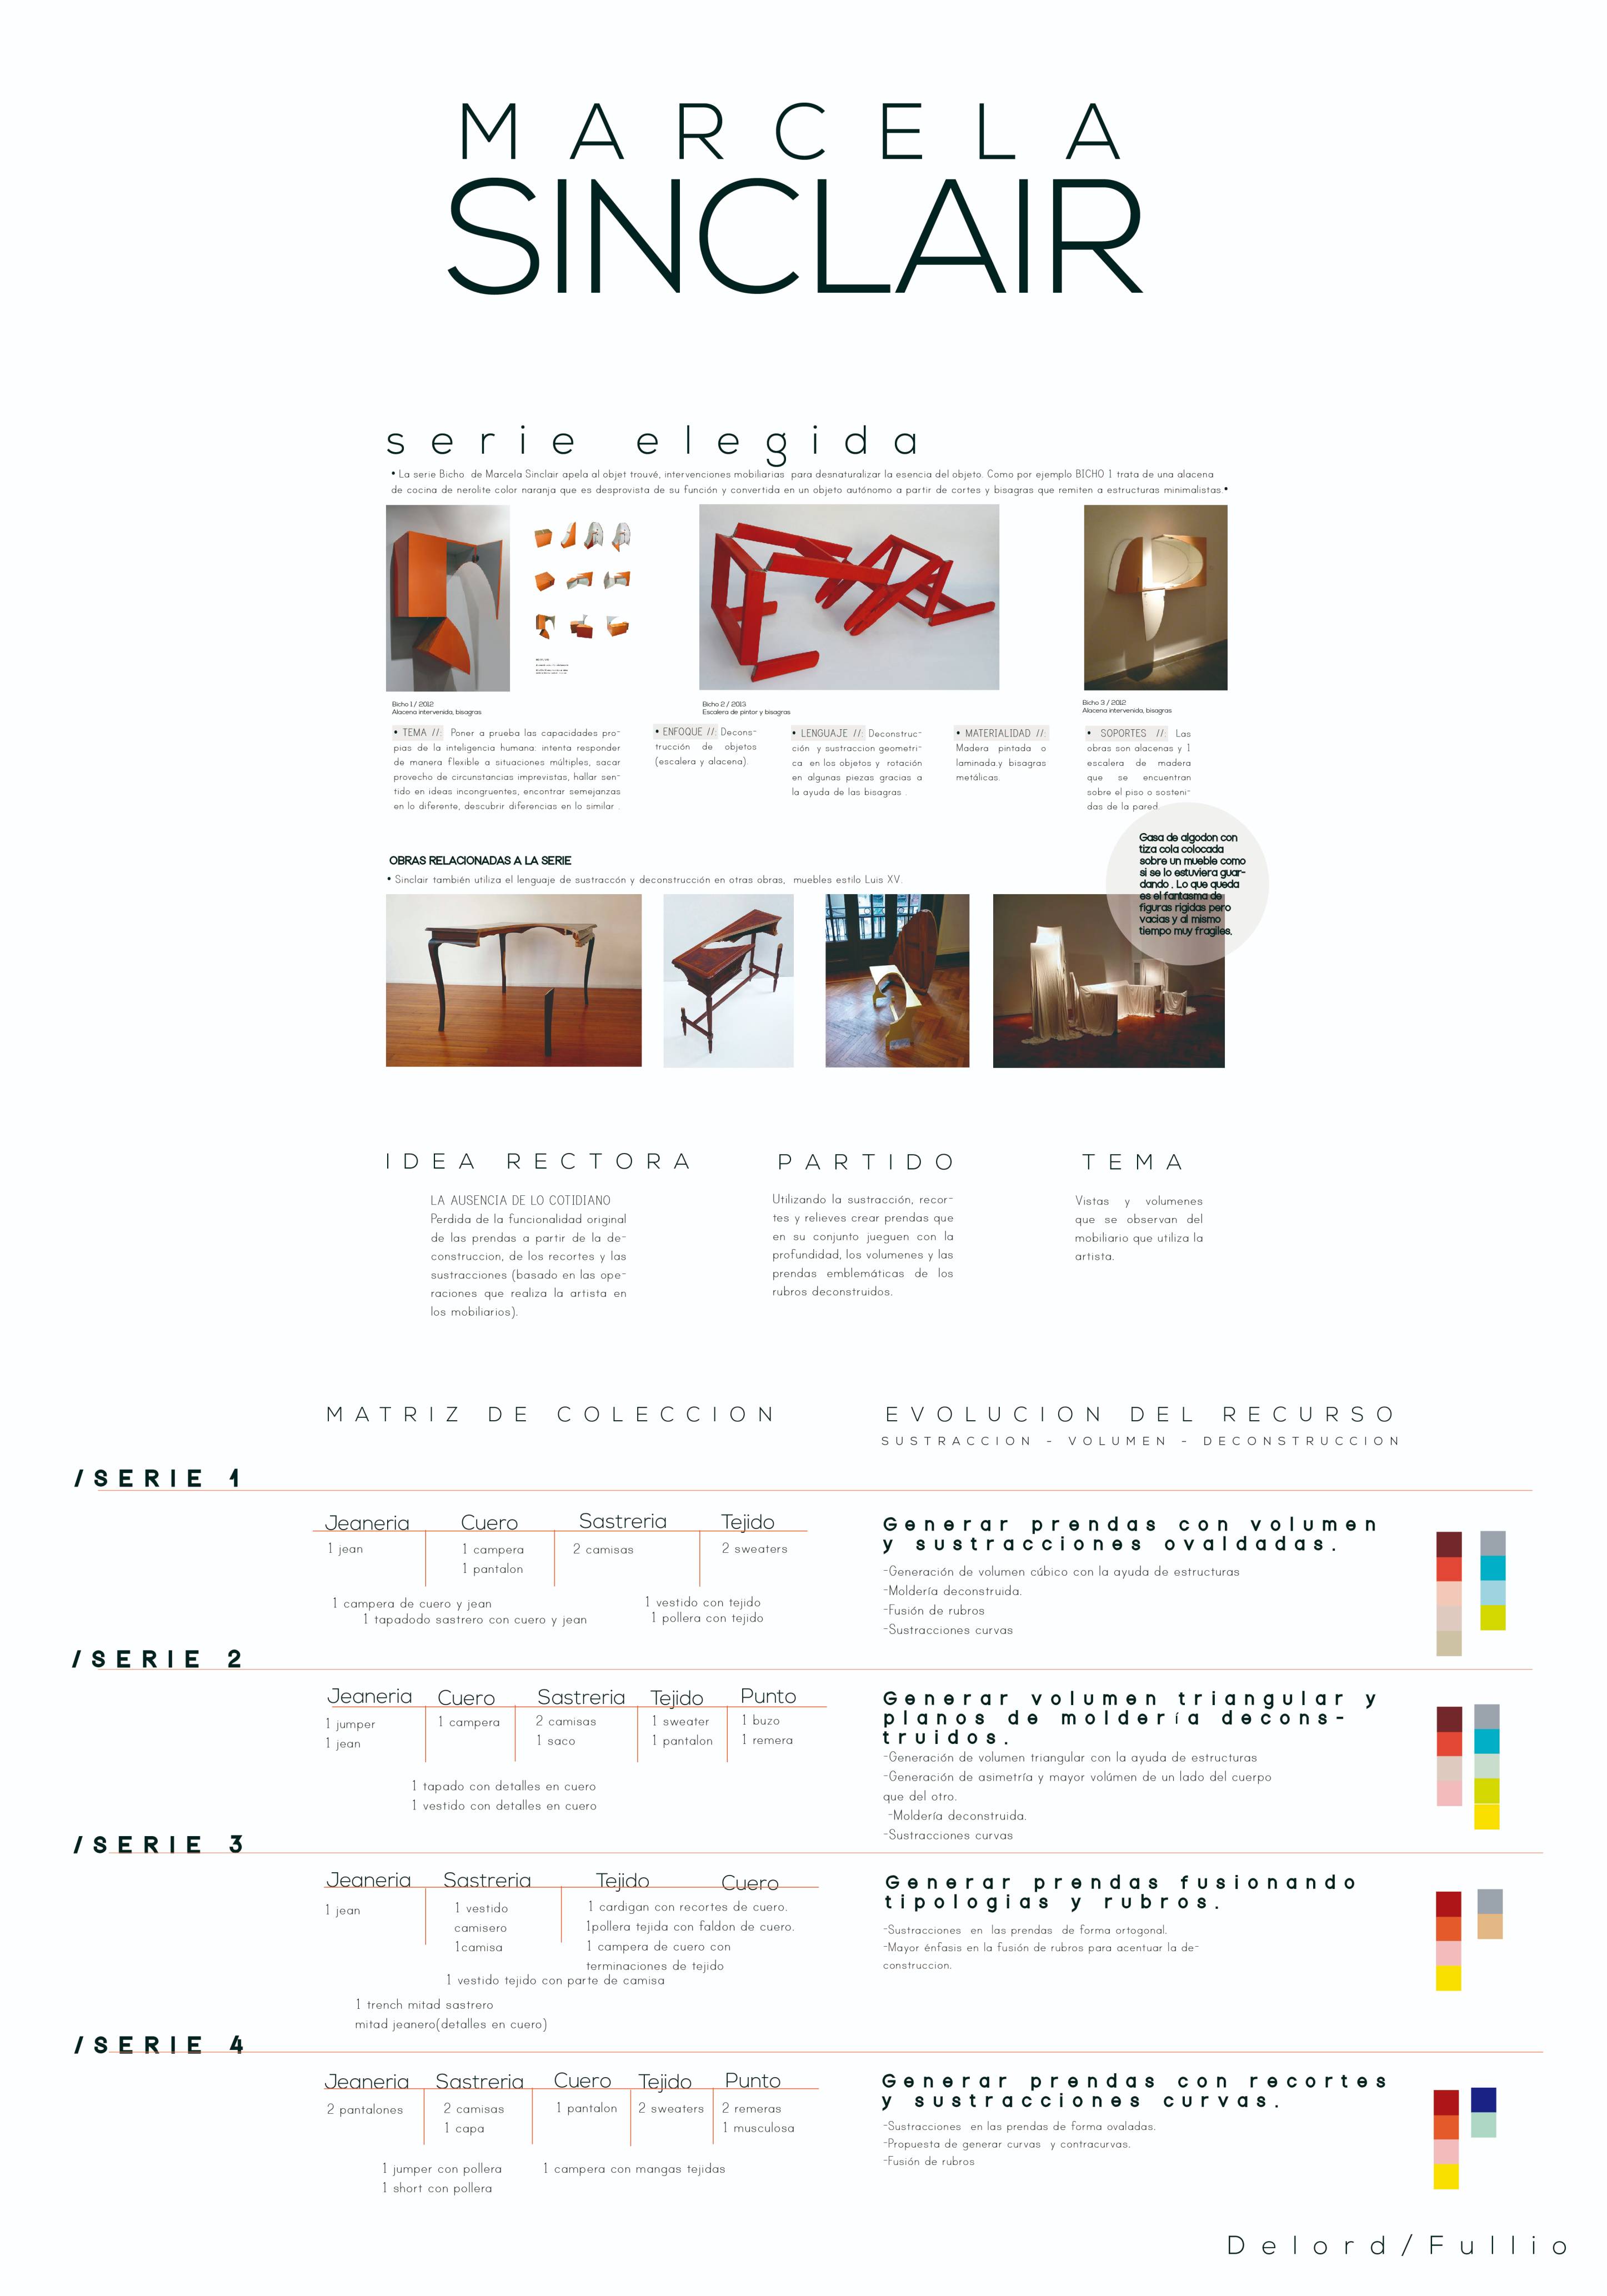 MARCELA
SINCLAIR
serie elegida
• La serie Bicho de Marcela Sinclair apela al objet trouvé, intervenciones mobiliarias para desnaturalizar la esencia del objeto. Como por ejemplo BICHO 1 trata de una alacena
de cocina de nerolite color naranja que es desprovista de su función y convertida en un objeto autónomo a partir de cortes y bisagras que remiten a estructuras minimalistas.•
Bicho 1 / 2012
Alacena intervenida, bisagras
Bicho 2 / 2013
Escalera de pintor y bisagras
Bicho 3 / 2012
Alacena intervenida, bisagras
• TEMA //: Poner a prueba las capacidades pro-
pias de la inteligencia humana: intenta responder
de manera flexible a situaciones múltiples, sacar
provecho de circunstancias imprevistas, hallar sen-
tido en ideas incongruentes, encontrar semejanzas
en lo diferente, descubrir diferencias en lo similar .
• ENFOQUE //: Decons-
trucción de objetos
(escalera y alacena).
• LENGUAJE //: Deconstruc-
ción y sustraccion geometri-
ca en los objetos y rotación
en algunas piezas gracias a
la ayuda de las bisagras .
• MATERIALIDAD //:
Madera pintada o
laminada.y bisagras
metálicas.
• SOPORTES //: Las
obras son alacenas y 1
escalera de madera
que se encuentran
sobre el piso o sosteni-
das de la pared.
Gasa de algodon con
tiza cola colocada
sobre un mueble como
si se lo estuviera guar-
dando . Lo que queda
es el fantasma de
figuras rigidas pero
vacias y al mismo
tiempo muy fragiles.
OBRAS RELACIONADAS A LA SERIE
• Sinclair también utiliza el lenguaje de sustraccón y deconstrucción en otras obras, muebles estilo Luis XV.
IDEA RECTORA
LA AUSENCIA DE LO COTIDIANO
Perdida de la funcionalidad original
de las prendas a partir de la de-
construccion, de los recortes y las
sustracciones (basado en las ope-
raciones que realiza la artista en
los mobiliarios).
PARTIDO
Utilizando la sustracción, recor-
tes y relieves crear prendas que
en su conjunto jueguen con la
profundidad, los volumenes y las
prendas emblemáticas de los
rubros deconstruidos.
TEMA
Vistas y volumenes
que se observan del
mobiliario que utiliza la
artista.
MATRIZ DE COLECCION
EVOLUCION DEL RECURSO
SUSTRACCION - VOLUMEN - DECONSTRUCCION
/SERIE 1
Jeaneria Cuero Sastreria Tejido
1 jean 1 campera 2 camisas 2 sweaters
1 pantalon
1 campera de cuero y jean 1 vestido con tejido
1 tapadodo sastrero con cuero y jean 1 pollera con tejido
Generar prendas con volumen
y sustracciones ovaldadas.
-Generación de volumen cúbico con la ayuda de estructuras
-Moldería deconstruida.
-Fusión de rubros
-Sustracciones curvas
/SERIE 2
Jeaneria Cuero Sastreria Tejido Punto
1 jumper 1 campera 2 camisas 1 sweater 1 buzo
1 jean 1 saco 1 pantalon 1 remera
1 tapado con detalles en cuero
1 vestido con detalles en cuero
Generar volumen triangular y
planos de moldería decons-
truidos.
-Generación de volumen triangular con la ayuda de estructuras
-Generación de asimetría y mayor volúmen de un lado del cuerpo
que del otro.
-Moldería deconstruida.
-Sustracciones curvas
/SERIE 3
Jeaneria Sastreria Tejido Cuero
1 jean 1 vestido 1 cardigan con recortes de cuero.
camisero 1pollera tejida con faldon de cuero.
1camisa 1 campera de cuero con
terminaciones de tejido
1 vestido tejido con parte de camisa
1 trench mitad sastrero
mitad jeanero(detalles en cuero)
Generar prendas fusionando
tipologias y rubros.
-Sustracciones en las prendas de forma ortogonal.
-Mayor énfasis en la fusión de rubros para acentuar la de-
construccion.
/SERIE 4
Jeaneria Sastreria Cuero Tejido Punto
2 pantalones 2 camisas 1 pantalon 2 sweaters 2 remeras
1 capa 1 musculosa
1 jumper con pollera 1 campera con mangas tejidas
1 short con pollera
Generar prendas con recortes
y sustracciones curvas.
-Sustracciones en las prendas de forma ovaladas.
-Propuesta de generar curvas y contracurvas.
-Fusión de rubros
Delord/Fullio